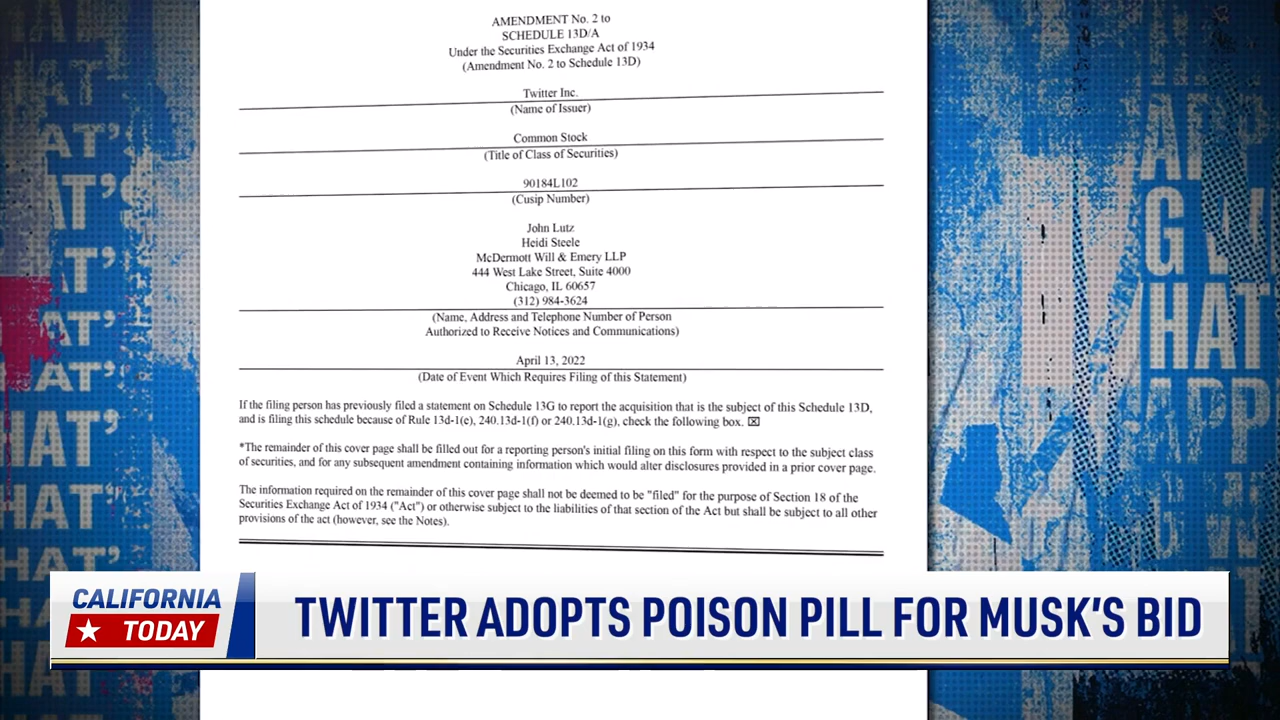 AMENDMENT No. 2 to
SCHEDULE 13D/A
Under the Securities Exchange Act of 1934
(Amendment No. 2 to Schedule 13D)
Twitter Inc.
(Name of Issuer)
Common Stock
(Title of Class of Securities)
90184L102
(Cusip Number)
John Lutz
Heidi Steele
McDermott Will & Emery LLP
444 West Lake Street, Suite 4000
Chicago, IL 60657
(312) 984-3624
(Name, Address and Telephone Number of Person
Authorized to Receive Notices and Communications)
April 13, 2022
(Date of Event Which Requires Filing of this Statement)
If the filing person has previously filed a statement on Schedule 13G to report the acquisition that is the subject of this Schedule 13D,
and is filing this schedule because of Rule 13d-1(e), 240.13d-1(f) or 240.13d-1(g), check the following box. ☒
*The remainder of this cover page shall be filled out for a reporting person's initial filing on this form with respect to the subject class
of securities, and for any subsequent amendment containing information which would alter disclosures provided in a prior cover page.
The information required on the remainder of this cover page shall not be deemed to be "filed" for the purpose of Section 18 of the
Securities Exchange Act of 1934 ("Act") or otherwise subject to the liabilities of that section of the Act but shall be subject to all other
provisions of the act (however, see the Notes).
CALIFORNIA
TODAY
TWITTER ADOPTS POISON PILL FOR MUSK'S BID